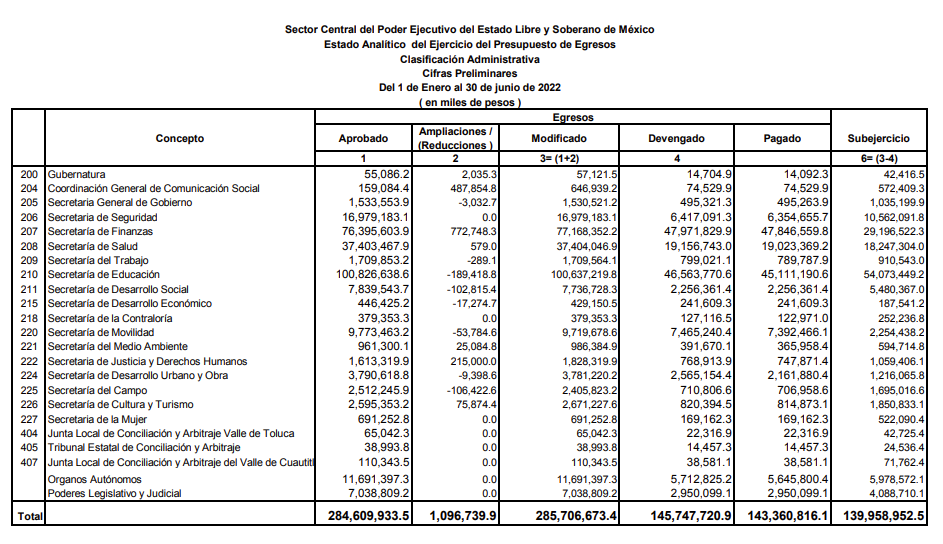 Sector Central del Poder Ejecutivo del Estado Libre y Soberano de México
Estado Analítico del Ejercicio del Presupuesto de Egresos
Clasificación Administrativa
Cifras Preliminares
Del 1 de Enero al 30 de junio de 2022
( en miles de pesos )
Egresos
Concepto Aprobado Ampliaciones / (Reducciones ) Modificado Devengado Pagado Subejercicio
1 2 3= (1+2) 4 6= (3-4)
200 Gubernatura 55,086.2 2,035.3 57,121.5 14,704.9 14,092.3 42,416.5
204 Coordinación General de Comunicación Social 159,084.4 487,854.8 646,939.2 74,529.9 74,529.9 572,409.3
205 Secretaria General de Gobierno 1,533,553.9 -3,032.7 1,530,521.2 495,321.3 495,263.9 1,035,199.9
206 Secretaria de Seguridad 16,979,183.1 0.0 16,979,183.1 6,417,091.3 6,354,655.7 10,562,091.8
207 Secretaría de Finanzas 76,395,603.9 772,748.3 77,168,352.2 47,971,829.9 47,846,559.8 29,196,522.3
208 Secretaría de Salud 37,403,467.9 579.0 37,404,046.9 19,156,743.0 19,023,369.2 18,247,304.0
209 Secretaría del Trabajo 1,709,853.2 -289.1 1,709,564.1 799,021.1 789,787.9 910,543.0
210 Secretaría de Educación 100,826,638.6 -189,418.8 100,637,219.8 46,563,770.6 45,111,190.6 54,073,449.2
211 Secretaría de Desarrollo Social 7,839,543.7 -102,815.4 7,736,728.3 2,256,361.4 2,256,361.4 5,480,367.0
215 Secretaría de Desarrollo Económico 446,425.2 -17,274.7 429,150.5 241,609.3 241,609.3 187,541.2
218 Secretaría de la Contraloría 379,353.3 0.0 379,353.3 127,116.5 122,971.0 252,236.8
220 Secretaría de Movilidad 9,773,463.2 -53,784.6 9,719,678.6 7,465,240.4 7,392,466.1 2,254,438.2
221 Secretaría del Medio Ambiente 961,300.1 25,084.8 986,384.9 391,670.1 365,958.4 594,714.8
222 Secretaria de Justicia y Derechos Humanos 1,613,319.9 215,000.0 1,828,319.9 768,913.9 747,871.4 1,059,406.1
224 Secretaría de Desarrollo Urbano y Obra 3,790,618.8 -9,398.6 3,781,220.2 2,565,154.4 2,161,880.4 1,216,065.8
225 Secretaría del Campo 2,512,245.9 -106,422.6 2,405,823.2 710,806.6 706,958.6 1,695,016.6
226 Secretaría de Cultura y Turismo 2,595,353.2 75,874.4 2,671,227.6 820,394.5 814,873.1 1,850,833.1
227 Secretaria de la Mujer 691,252.8 0.0 691,252.8 169,162.3 169,162.3 522,090.4
404 Junta Local de Conciliación y Arbitraje Valle de Toluca 65,042.3 0.0 65,042.3 22,316.9 22,316.9 42,725.4
405 Tribunal Estatal de Conciliación y Arbitraje 38,993.8 0.0 38,993.8 14,457.3 14,457.3 24,536.4
407 Junta Local de Conciliación y Arbitraje del Valle de Cuautitl 110,343.5 0.0 110,343.5 38,581.1 38,581.1 71,762.4
Organos Autónomos 11,691,397.3 0.0 11,691,397.3 5,712,825.2 5,645,800.4 5,978,572.1
Poderes Legislativo y Judicial 7,038,809.2 0.0 7,038,809.2 2,950,099.1 2,950,099.1 4,088,710.1
Total 284,609,933.5 1,096,739.9 285,706,673.4 145,747,720.9 143,360,816.1 139,958,952.5